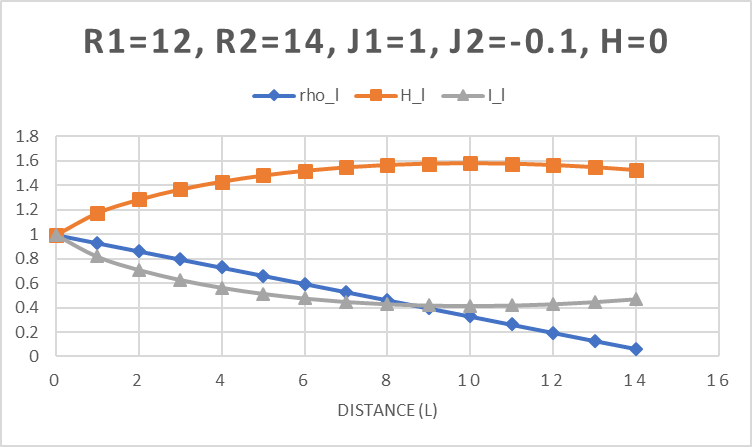 R1=12, R2=14, J1=1, J2=-0.1, H=0
rho_l H_l I_l
1.8
1.6
1.4
1.2
1
0.8
0.6
0.4
0.2
0
0 2 4 6 8 10 12 14 16
DISTANCE (L)